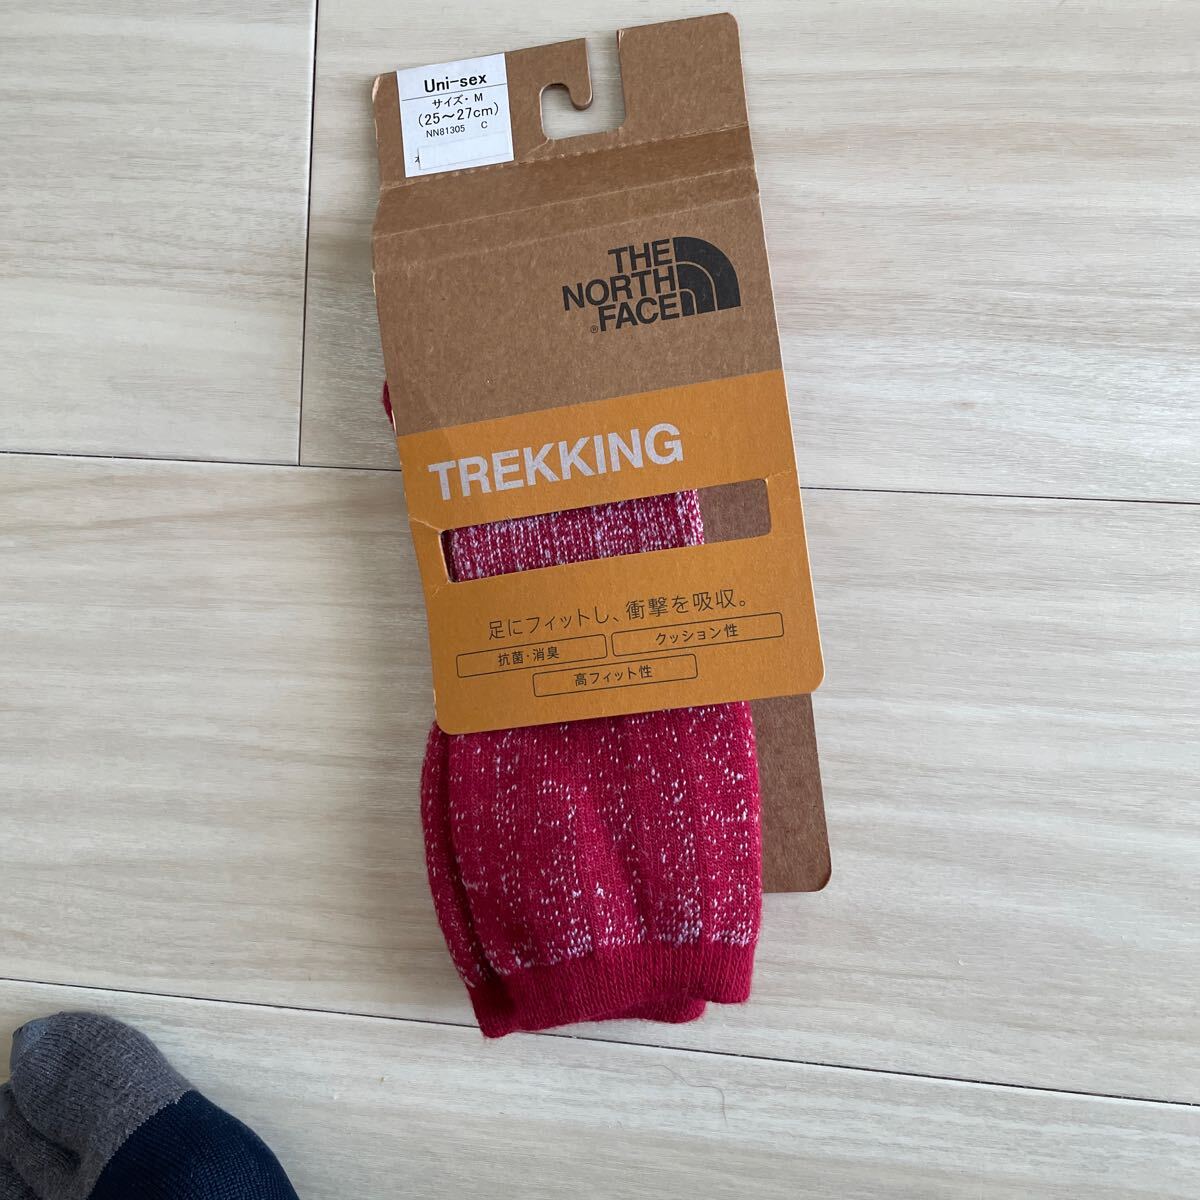 Uni-sex
サイズ・M
(25～27cm)
NN81305 C
THE
NORTH
FACE
®
TREKKING
足にフィットし、衝撃を吸収。
抗菌・消臭
クッション性
高フィット性